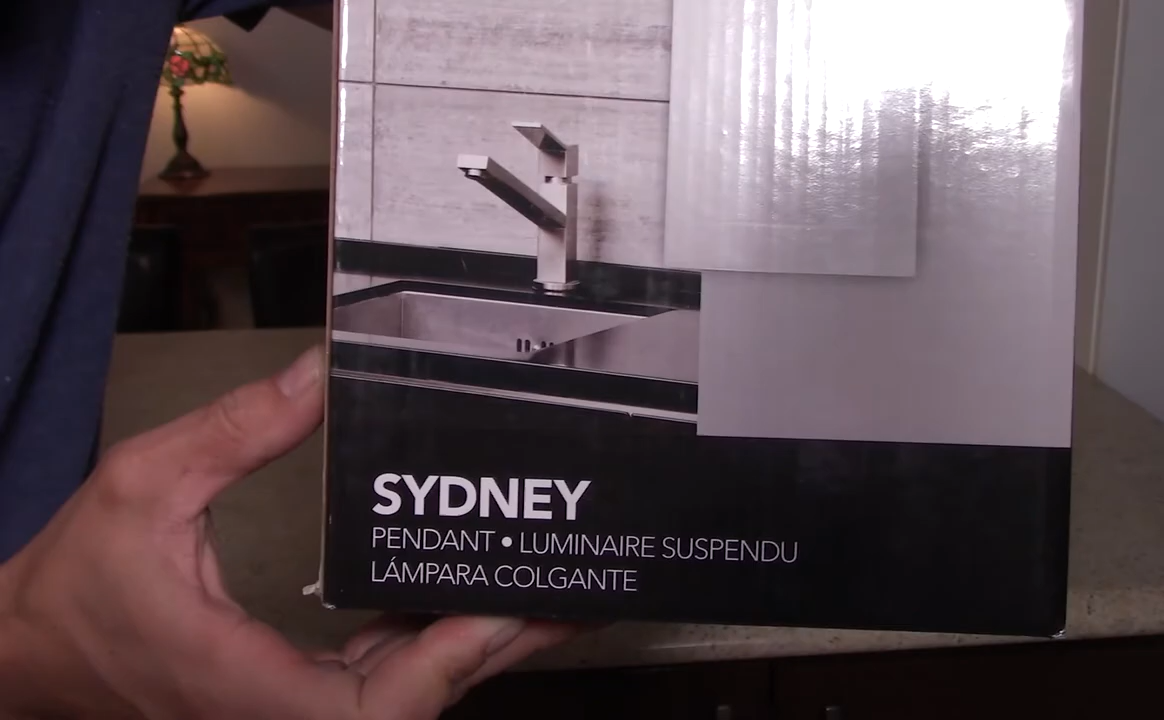 SYDNEY
PENDANT • LUMINAIRE SUSPENDU
LÁMPARA COLGANTE